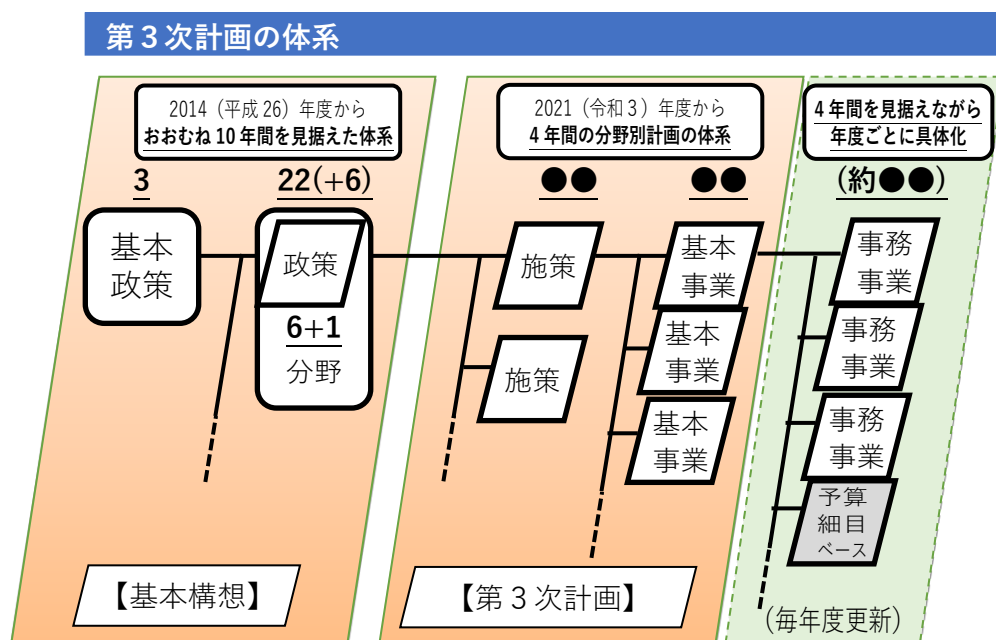 第3次計画の体系
2014（平成26）年度から
おおむね10年間を見据えた体系
3
22(+6)
基本
政策
政策
6+1
分野
【基本構想】
2021（令和3）年度から
4年間の分野別計画の体系
●●
●●
施策
施策
基本
事業
基本
事業
基本
事業
【第3次計画】
4年間を見据えながら
年度ごとに具体化
(約●●)
事務
事業
事務
事業
事務
事業
予算
細目
ベース
(毎年度更新)